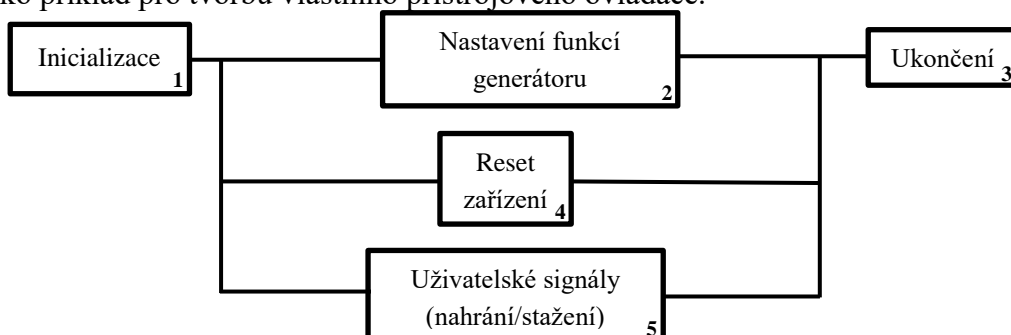 ko příklad pro tvorbu vlastního přístrojového ovladače.
Inicializace
1
Nastavení funkcí
generátoru
2
Ukončení
3
Reset
zařízení
4
Uživatelské signály
(nahrání/stažení)
5